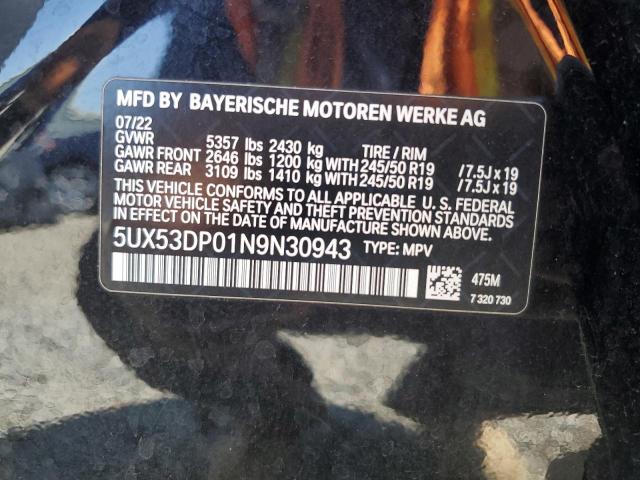 MFD BY BAYERISCHE MOTOREN WERKE AG
07/22
GVWR 5357 lbs 2430 kg TIRE / RIM
GAWR FRONT 2646 lbs 1200 kg WITH 245/50 R19 /7.5J x 19
GAWR REAR 3109 lbs 1410 kg WITH 245/50 R19 /7.5J x 19
THIS VEHICLE CONFORMS TO ALL APPLICABLE U. S. FEDERAL
MOTOR VEHICLE SAFETY AND THEFT PREVENTION STANDARDS
IN EFFECT ON THE DATE OF MANUFACTURE SHOWN ABOVE.
5UX53DP01N9N30943 TYPE: MPV
475M
7 320 730